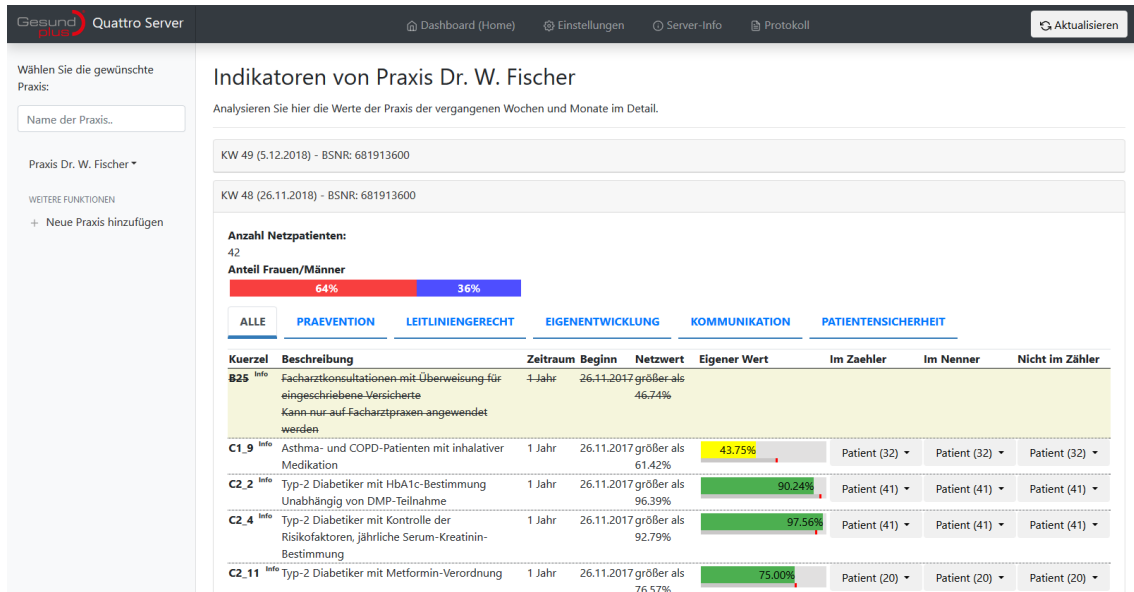 Gesund plus Quattro Server
Dashboard (Home) Einstellungen Server-Info Protokoll Aktualisieren
Wählen Sie die gewünschte
Praxis:
Name der Praxis..
Praxis Dr. W. Fischer
WEITERE FUNKTIONEN
+ Neue Praxis hinzufügen
Indikatoren von Praxis Dr. W. Fischer
Analysieren Sie hier die Werte der Praxis der vergangenen Wochen und Monate im Detail.
KW 49 (5.12.2018) - BSNR: 681913600
KW 48 (26.11.2018) - BSNR: 681913600
Anzahl Netzpatienten:
42
Anteil Frauen/Männer
64% 36%
ALLE PRAEVENTION LEITLINIENGERECHT EIGENENTWICKLUNG KOMMUNIKATION PATIENTENSICHERHEIT
Kuerzel Beschreibung Zeitraum Beginn Netzwert Eigener Wert Im Zaehler Im Nenner Nicht im Zähler
B25 Info Facharztkonsultationen mit Überweisung für 1 Jahr 26.11.2017 größer als
eingeschriebene Versicherte 46.74%
Kann nur auf Facharztpraxen angewendet
werden
C1_9 Info Asthma- und COPD-Patienten mit inhalativer 1 Jahr 26.11.2017 größer als 43.75% Patient (32) Patient (32) Patient (32)
Medikation 61.42%
C2_2 Info Typ-2 Diabetiker mit HbA1c-Bestimmung 1 Jahr 26.11.2017 größer als 90.24% Patient (41) Patient (41) Patient (41)
Unabhängig von DMP-Teilnahme 96.39%
C2_4 Info Typ-2 Diabetiker mit Kontrolle der 1 Jahr 26.11.2017 größer als 97.56% Patient (41) Patient (41) Patient (41)
Risikofaktoren, jährliche Serum-Kreatinin- 92.79%
Bestimmung
C2_11 Info Typ-2 Diabetiker mit Metformin-Verordnung 1 Jahr 26.11.2017 größer als 75.00% Patient (20) Patient (20) Patient (20)
76.57%